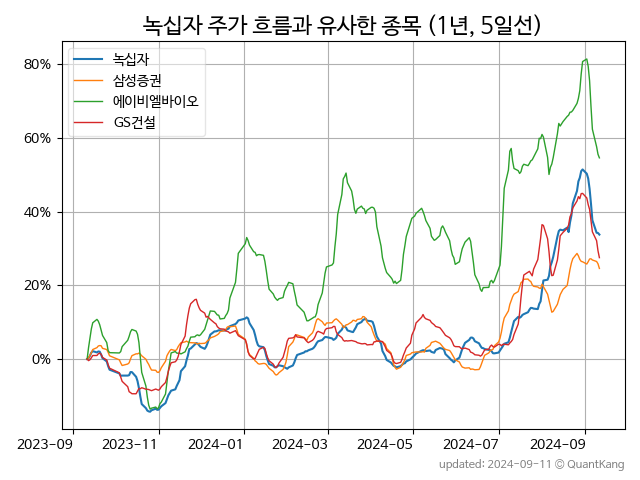 녹십자 주가 흐름과 유사한 종목 (1년, 5일선)
녹십자
삼성증권
에이비엘바이오
GS건설
80%
60%
40%
20%
0%
2023-09
2023-11
2024-01
2024-03
2024-05
2024-07
2024-09
updated: 2024-09-11 © QuantKang